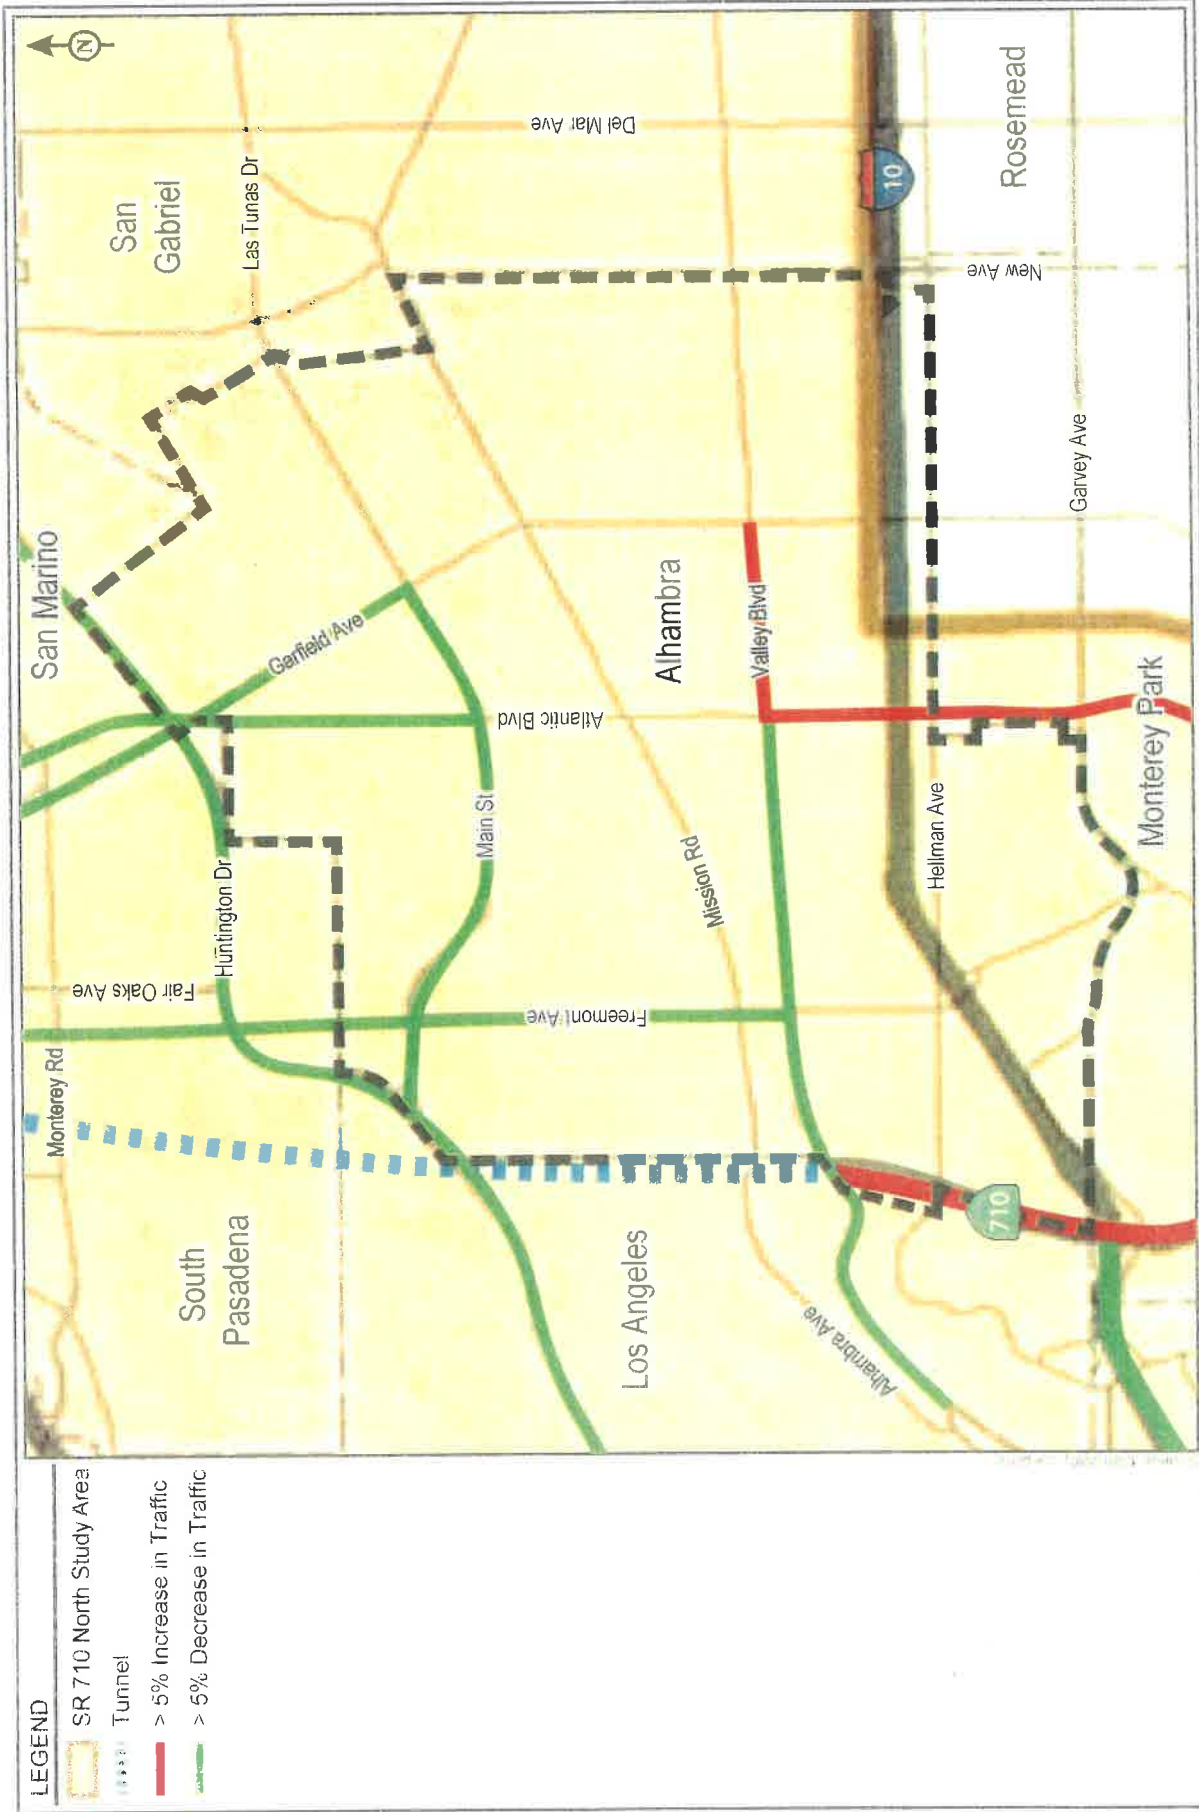 LEGEND
SR 710 North Study Area
Tunnel
> 5% Increase in Traffic
> 5% Decrease in Traffic
N
Monterey Rd
Fair Oaks Ave
San Marino
San
Gabriel
Las Tunas Dr
Del Mar Ave
South
Pasadena
Huntington Dr
Garfield Ave
Atlantic Blvd
Main St
Freemont Ave
Los Angeles
Mission Rd
Alhambra
Valley Blvd
Alhambra Ave
10
710
Hellman Ave
New Ave
Rosemead
Garvey Ave
Monterey Park